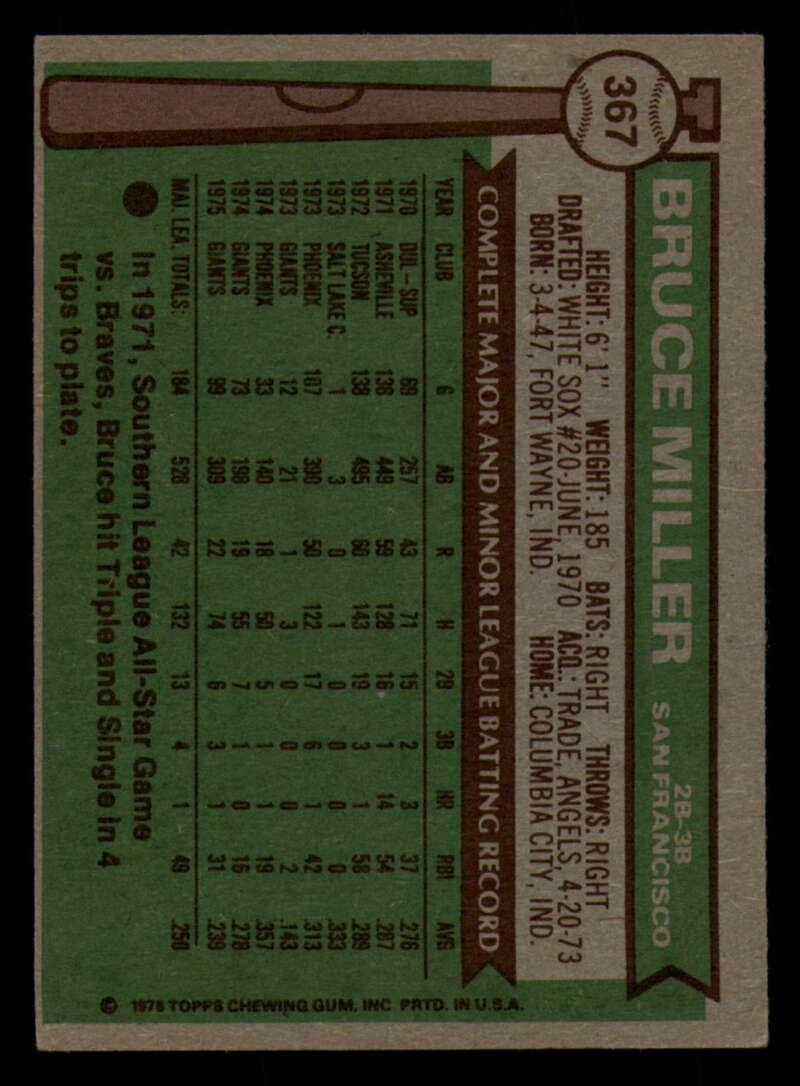 367
BRUCE MILLER 2B-3B
SAN FRANCISCO
HEIGHT: 6' 1" WEIGHT: 185 BATS: RIGHT THROWS: RIGHT
DRAFTED: WHITE SOX #20-JUNE, 1970 ACQ.: TRADE, ANGELS, 4-20-73
BORN: 3-4-47, FORT WAYNE, IND. HOME: COLUMBIA CITY, IND.
COMPLETE MAJOR AND MINOR LEAGUE BATTING RECORD
YEAR CLUB G AB R H 2B 3B HR RBI AVG.
1970 DUL-SUP 69 257 43 71 15 2 3 37 .276
1971 ASHEVILLE 136 446 59 128 16 1 14 54 .287
1972 TUCSON 138 495 60 143 19 3 1 58 .289
1973 SALT LAKE C. 1 3 0 1 0 0 0 0 .333
1973 PHOENIX 107 390 50 122 17 6 1 42 .313
1973 GIANTS 12 21 1 3 0 0 0 2 .143
1974 PHOENIX 33 140 18 50 5 1 1 19 .357
1974 GIANTS 73 198 19 55 7 1 0 16 .278
1975 GIANTS 99 309 22 74 6 3 1 31 .239
MAJ. LEA. TOTALS: 184 528 42 132 13 4 1 49 .250
In 1971, Southern League All-Star Game
vs. Braves, Bruce hit Triple and Single in 4
trips to plate.
© 1976 TOPPS CHEWING GUM, INC. PRTD. IN U.S.A.